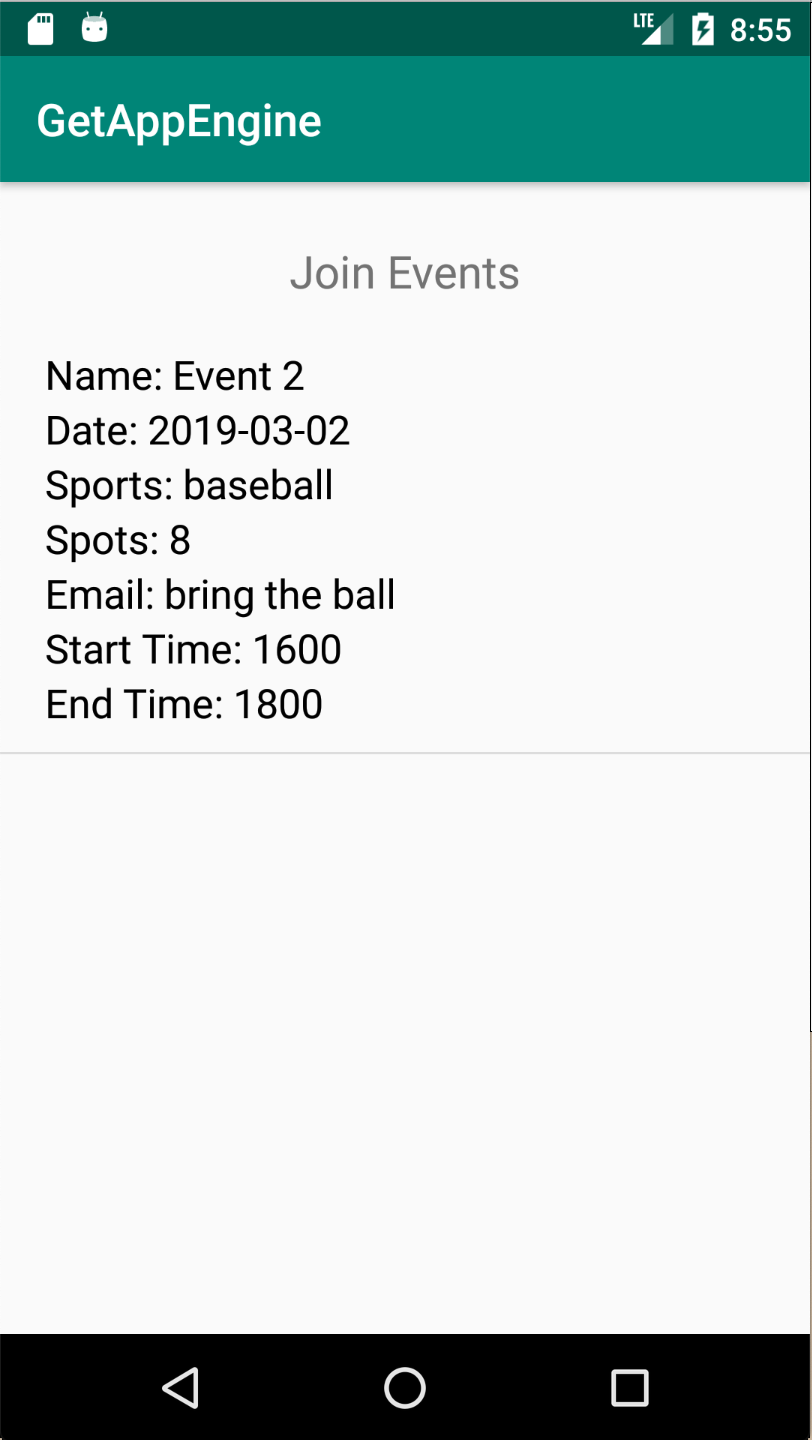 LTE 8:55
GetAppEngine
Join Events
Name: Event 2
Date: 2019-03-02
Sports: baseball
Spots: 8
Email: bring the ball
Start Time: 1600
End Time: 1800